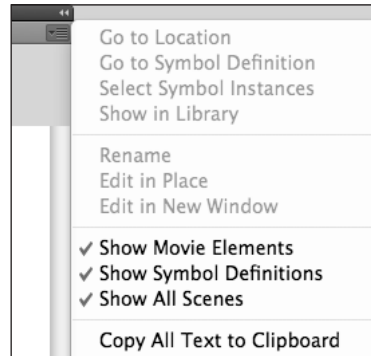 Go to Location
Go to Symbol Definition
Select Symbol Instances
Show in Library
Rename
Edit in Place
Edit in New Window
✓ Show Movie Elements
✓ Show Symbol Definitions
✓ Show All Scenes
Copy All Text to Clipboard